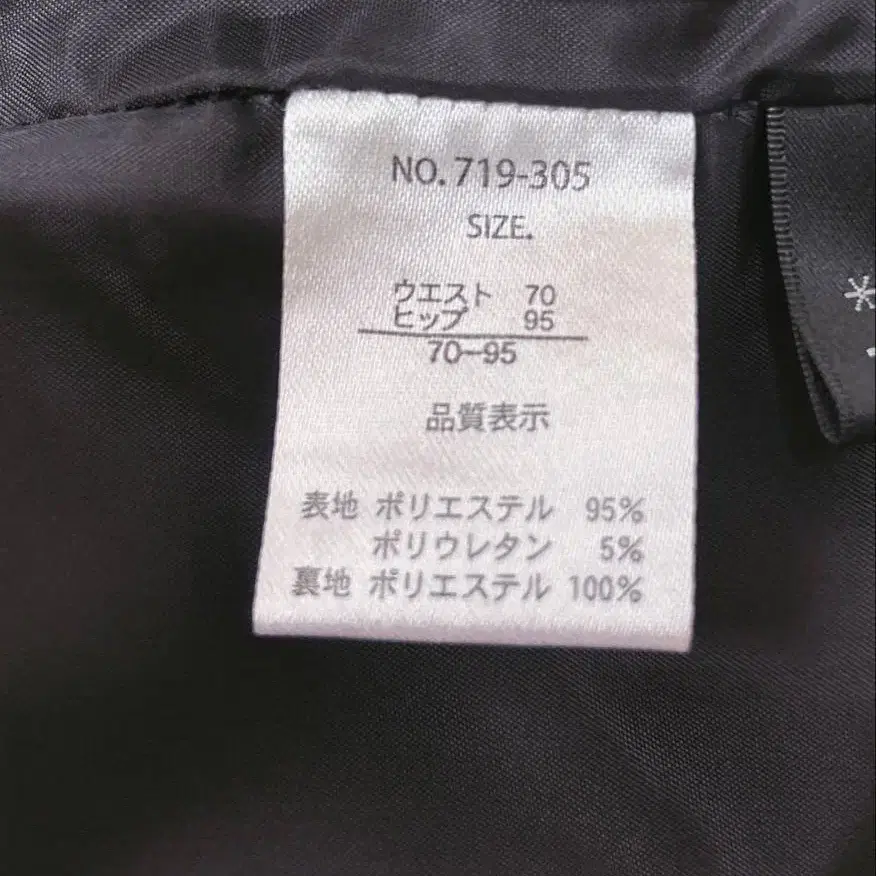 NO.719-305
SIZE.
ウエスト 70
ヒップ 95
70-95
品質表示
表地 ポリエステル 95%
ポリウレタン 5%
裏地 ポリエステル 100%